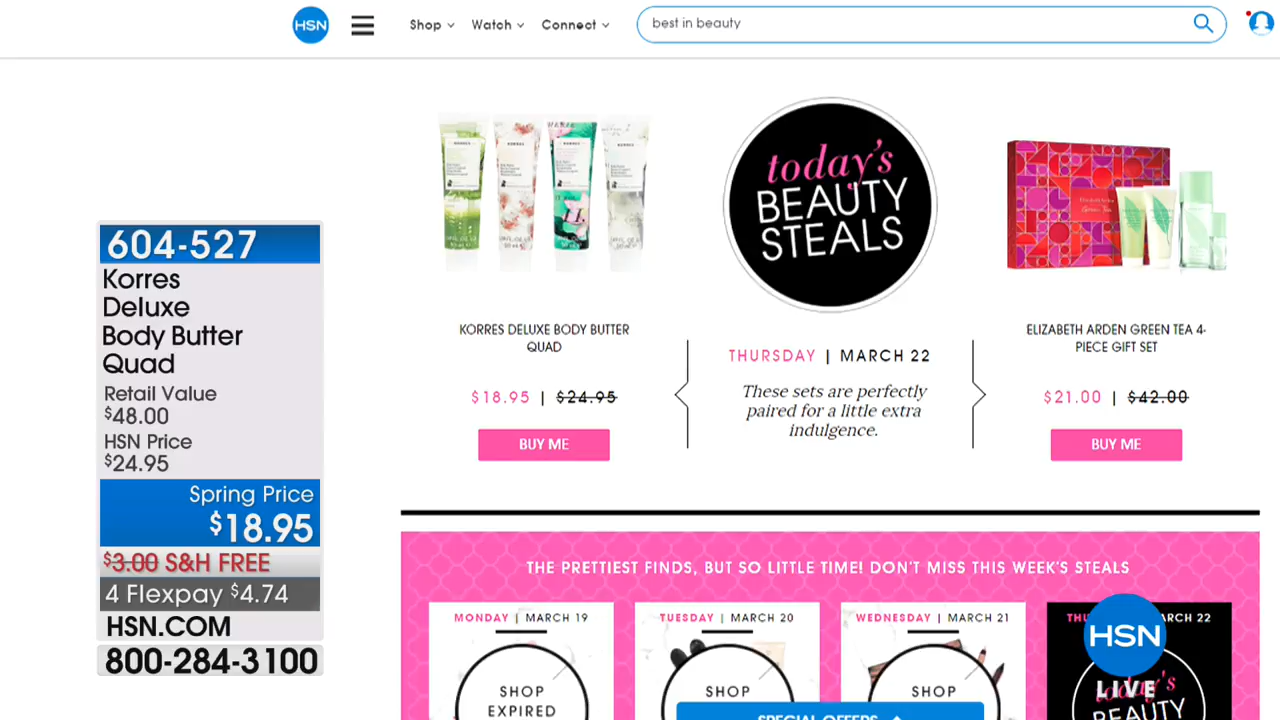 HSN
Shop
Watch
Connect
best in beauty
today's
BEAUTY
STEALS
KORRES DELUXE BODY BUTTER
QUAD
$18.95 | $24.95
BUY ME
THURSDAY | MARCH 22
These sets are perfectly
paired for a little extra
indulgence.
ELIZABETH ARDEN GREEN TEA 4-
PIECE GIFT SET
$21.00 | $42.00
BUY ME
604-527
Korres
Deluxe
Body Butter
Quad
Retail Value
$48.00
HSN Price
$24.95
Spring Price
$18.95
$3.00 S&H FREE
4 Flexpay $4.74
HSN.COM
800-284-3100
THE PRETTIEST FINDS, BUT SO LITTLE TIME! DON'T MISS THIS WEEK'S STEALS
MONDAY | MARCH 19
SHOP
EXPIRED
TUESDAY | MARCH 20
SHOP
WEDNESDAY | MARCH 21
SHOP
22
today's
BEAUTY
HSN
LIVE
SPECIAL OFFERS